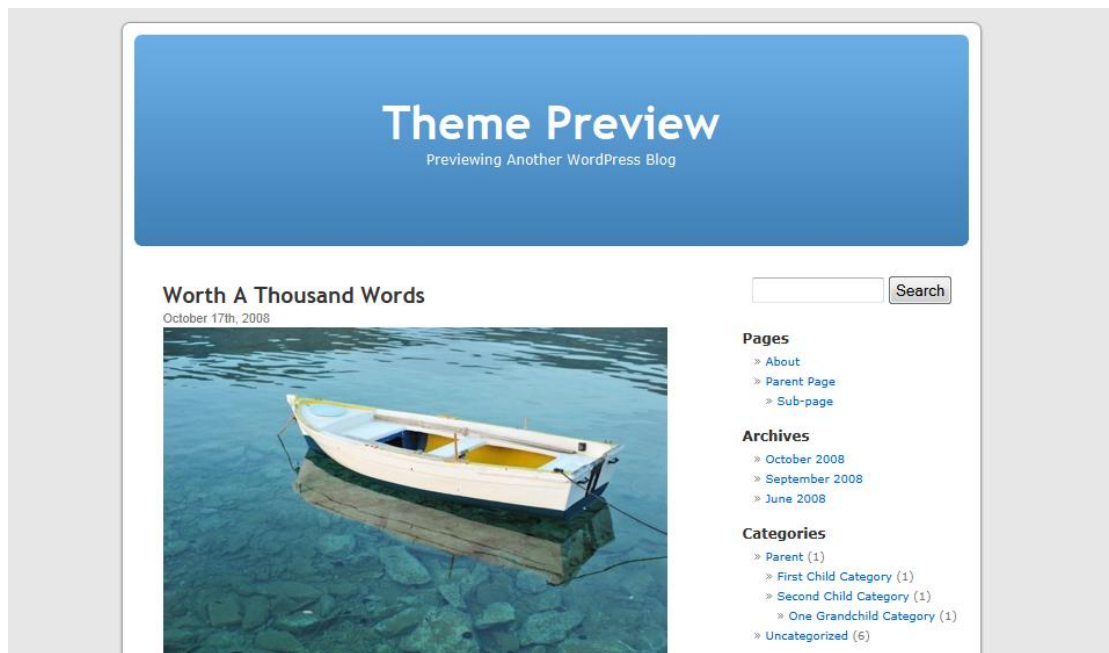 Theme Preview
Previewing Another WordPress Blog
Worth A Thousand Words
October 17th, 2008
Search
Pages
» About
» Parent Page
» Sub-page
Archives
» October 2008
» September 2008
» June 2008
Categories
» Parent (1)
» First Child Category (1)
» Second Child Category (1)
» One Grandchild Category (1)
» Uncategorized (6)